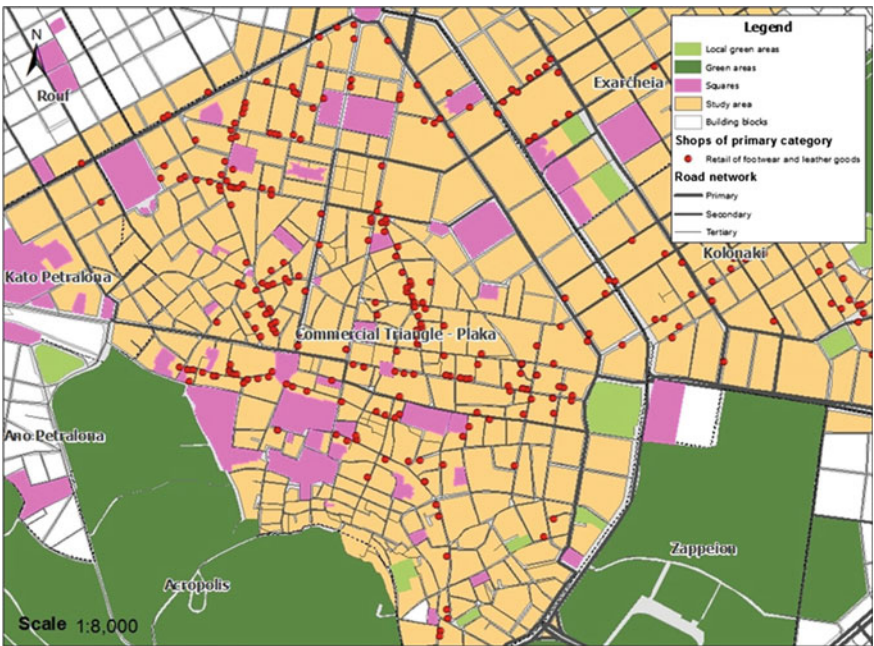 N
Rouf
Exarcheia
Kolonaki
Kato Petralona
Commercial Triangle - Plaka
Ano Petralona
Zappeion
Acropolis
Scale 1:8,000
Legend
Local green areas
Green areas
Squares
Study area
Building blocks
Shops of primary category
Retail of footwear and leather goods
Road network
Primary
Secondary
Tertiary